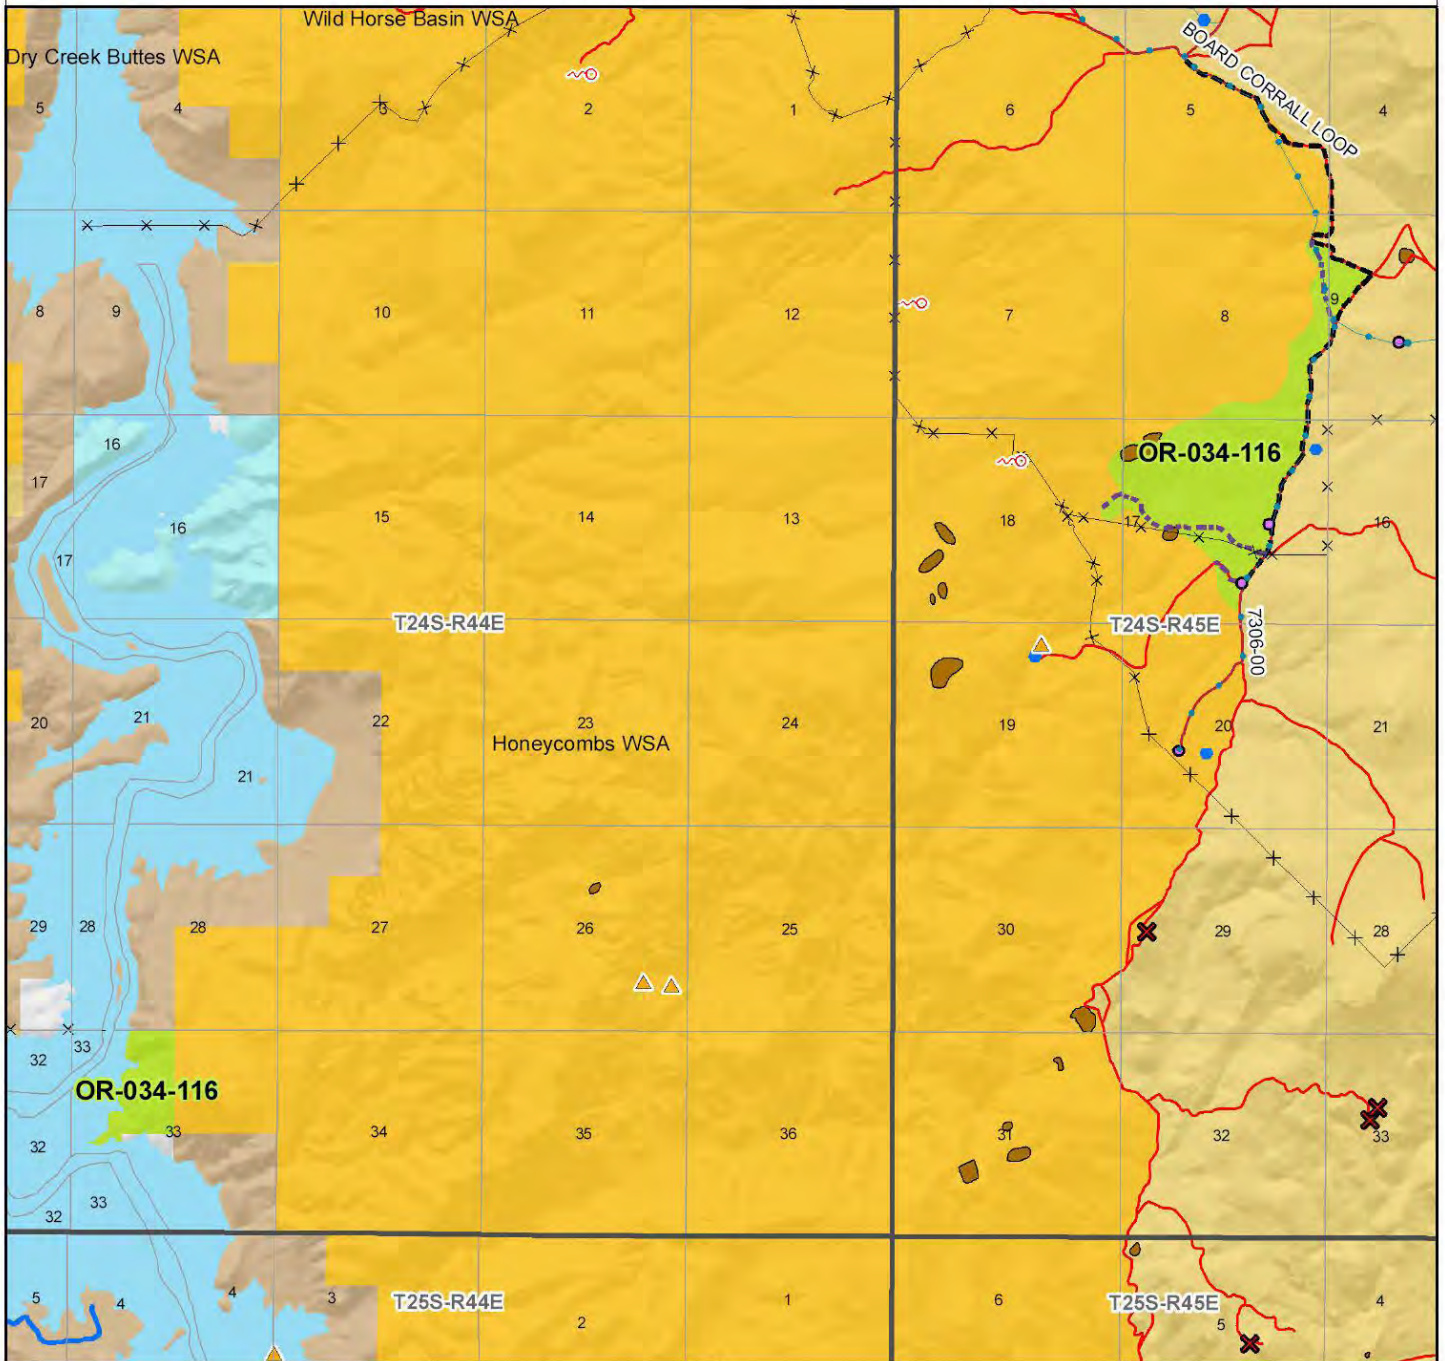 Wild Horse Basin WSA
Dry Creek Buttes WSA
BOARD CORRALL LOOP
5 4 3 2 1 6 5 4
8 9 10 11 12 7 8 9
16
OR-034-116
17 16 15 14 13 18 17 16
17
T24S-R44E T24S-R45E
7306-00
20 21 22 23 24 19 20 21
Honeycombs WSA
21
29 28 28 27 26 25 30 29 28
32 33
OR-034-116
32 33 34 35 36 31 32 33
32 33
5 4 4 3 T25S-R44E 1 6 T25S-R45E 4
2 5